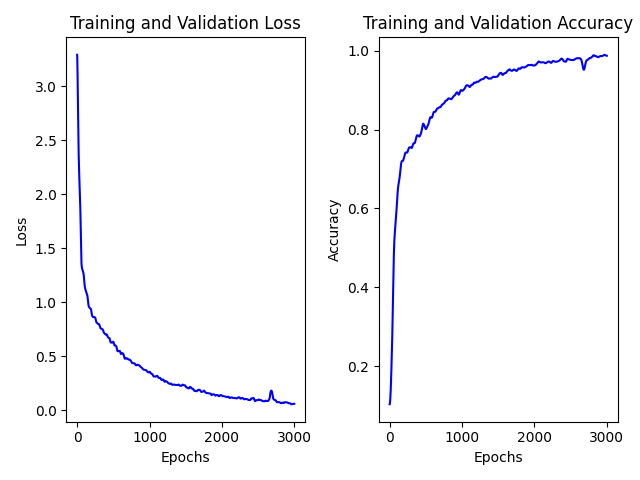 Training and Validation Loss
3.0
2.5
2.0
1.5
1.0
0.5
0.0
Loss
0 1000 2000 3000
Epochs
Training and Validation Accuracy
1.0
0.8
0.6
0.4
0.2
Accuracy
0 1000 2000 3000
Epochs